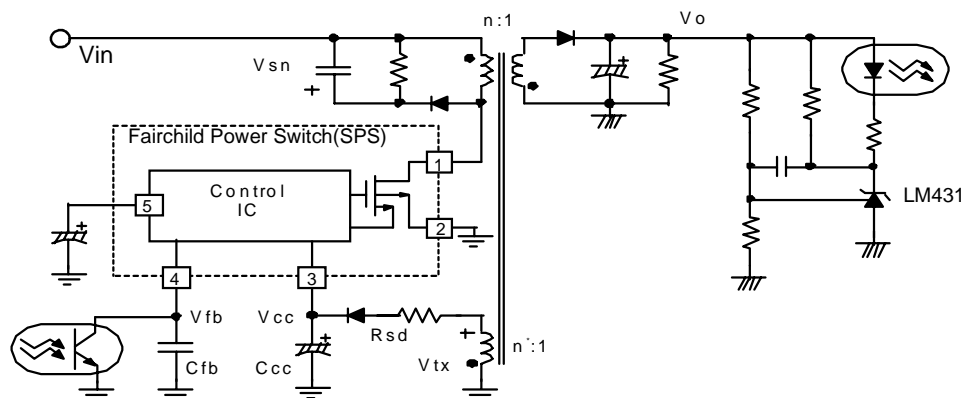 n:1
Vo
Vin
Vsn
+
+
Fairchild Power Switch(SPS)
1
Control
IC
5
2
+
LM431
4
3
Vfb
Vcc
Rsd
+
n':1
+
Cfb
Ccc
Vtx